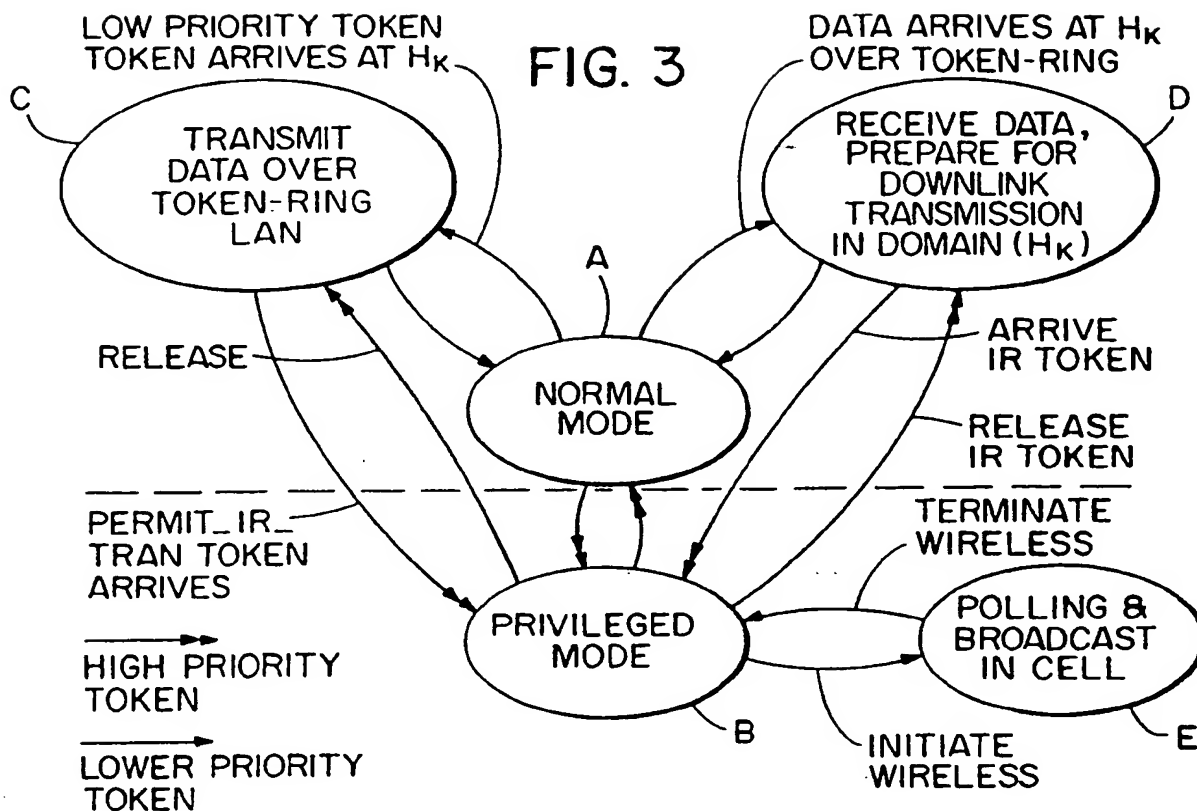 LOW PRIORITY TOKEN
TOKEN ARRIVES AT HK
FIG. 3
DATA ARRIVES AT HK
OVER TOKEN-RING
C
TRANSMIT
DATA OVER
TOKEN-RING
LAN
D
RECEIVE DATA,
PREPARE FOR
DOWNLINK
TRANSMISSION
IN DOMAIN (HK)
A
NORMAL
MODE
RELEASE
ARRIVE
IR TOKEN
RELEASE
IR TOKEN
PERMIT_IR_
TRAN TOKEN
ARRIVES
TERMINATE
WIRELESS
PRIVILEGED
MODE
POLLING &
BROADCAST
IN CELL
HIGH PRIORITY
TOKEN
B
E
INITIATE
WIRELESS
LOWER PRIORITY
TOKEN